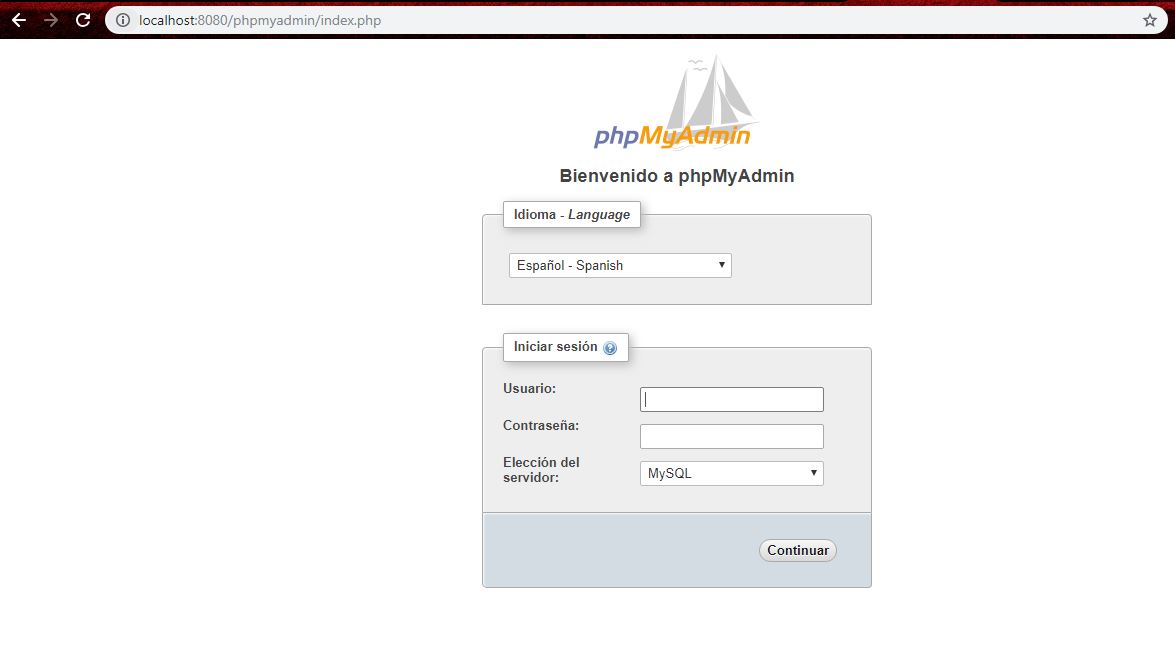 localhost:8080/phpmyadmin/index.php
phpMyAdmin
Bienvenido a phpMyAdmin
Idioma - Language
Español - Spanish
Iniciar sesión
Usuario:
Contraseña:
Elección del
servidor:
MySQL
Continuar